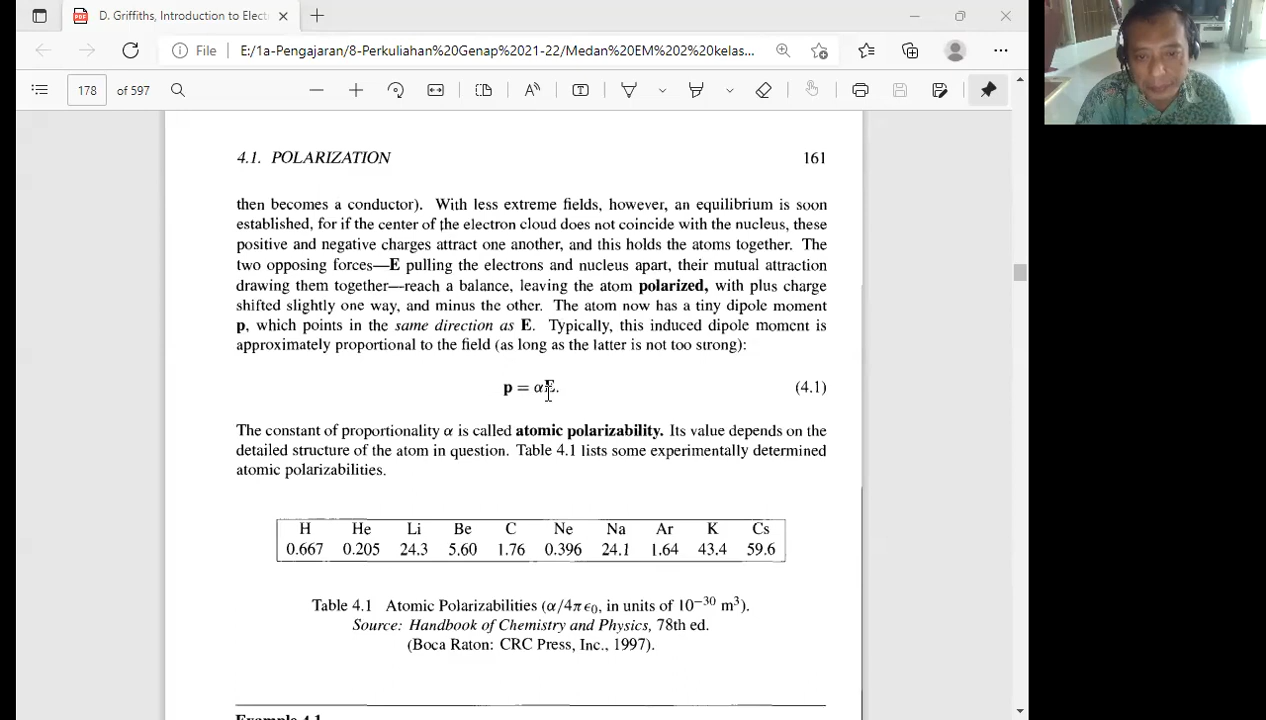 D. Griffiths, Introduction to Elect
File
E:/1a-Pengajaran/8-Perkuliahan%20Genap%2021-22/Medan%20EM%202%20kelas...
178 of 597
4.1. POLARIZATION 161
then becomes a conductor). With less extreme fields, however, an equilibrium is soon
established, for if the center of the electron cloud does not coincide with the nucleus, these
positive and negative charges attract one another, and this holds the atoms together. The
two opposing forces—E pulling the electrons and nucleus apart, their mutual attraction
drawing them together—reach a balance, leaving the atom polarized, with plus charge
shifted slightly one way, and minus the other. The atom now has a tiny dipole moment
p, which points in the same direction as E. Typically, this induced dipole moment is
approximately proportional to the field (as long as the latter is not too strong):
p = αE. (4.1)
The constant of proportionality α is called atomic polarizability. Its value depends on the
detailed structure of the atom in question. Table 4.1 lists some experimentally determined
atomic polarizabilities.
H He Li Be C Ne Na Ar K Cs
0.667 0.205 24.3 5.60 1.76 0.396 24.1 1.64 43.4 59.6
Table 4.1 Atomic Polarizabilities (α/4πε₀, in units of 10⁻³⁰ m³).
Source: Handbook of Chemistry and Physics, 78th ed.
(Boca Raton: CRC Press, Inc., 1997).
Example 4.1